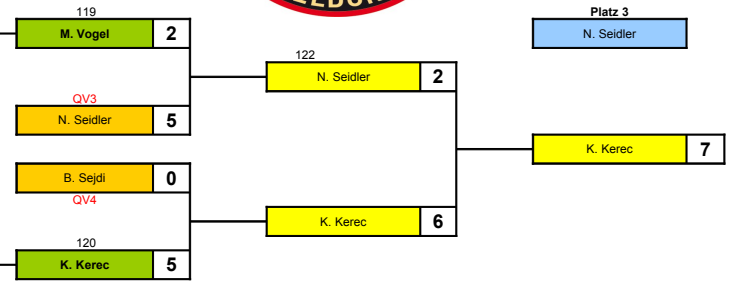 119
M. Vogel 2
QV3
N. Seidler 5
B. Sejdi 0
QV4
120
K. Kerec 5
122
N. Seidler 2
K. Kerec 6
Platz 3
N. Seidler
K. Kerec 7